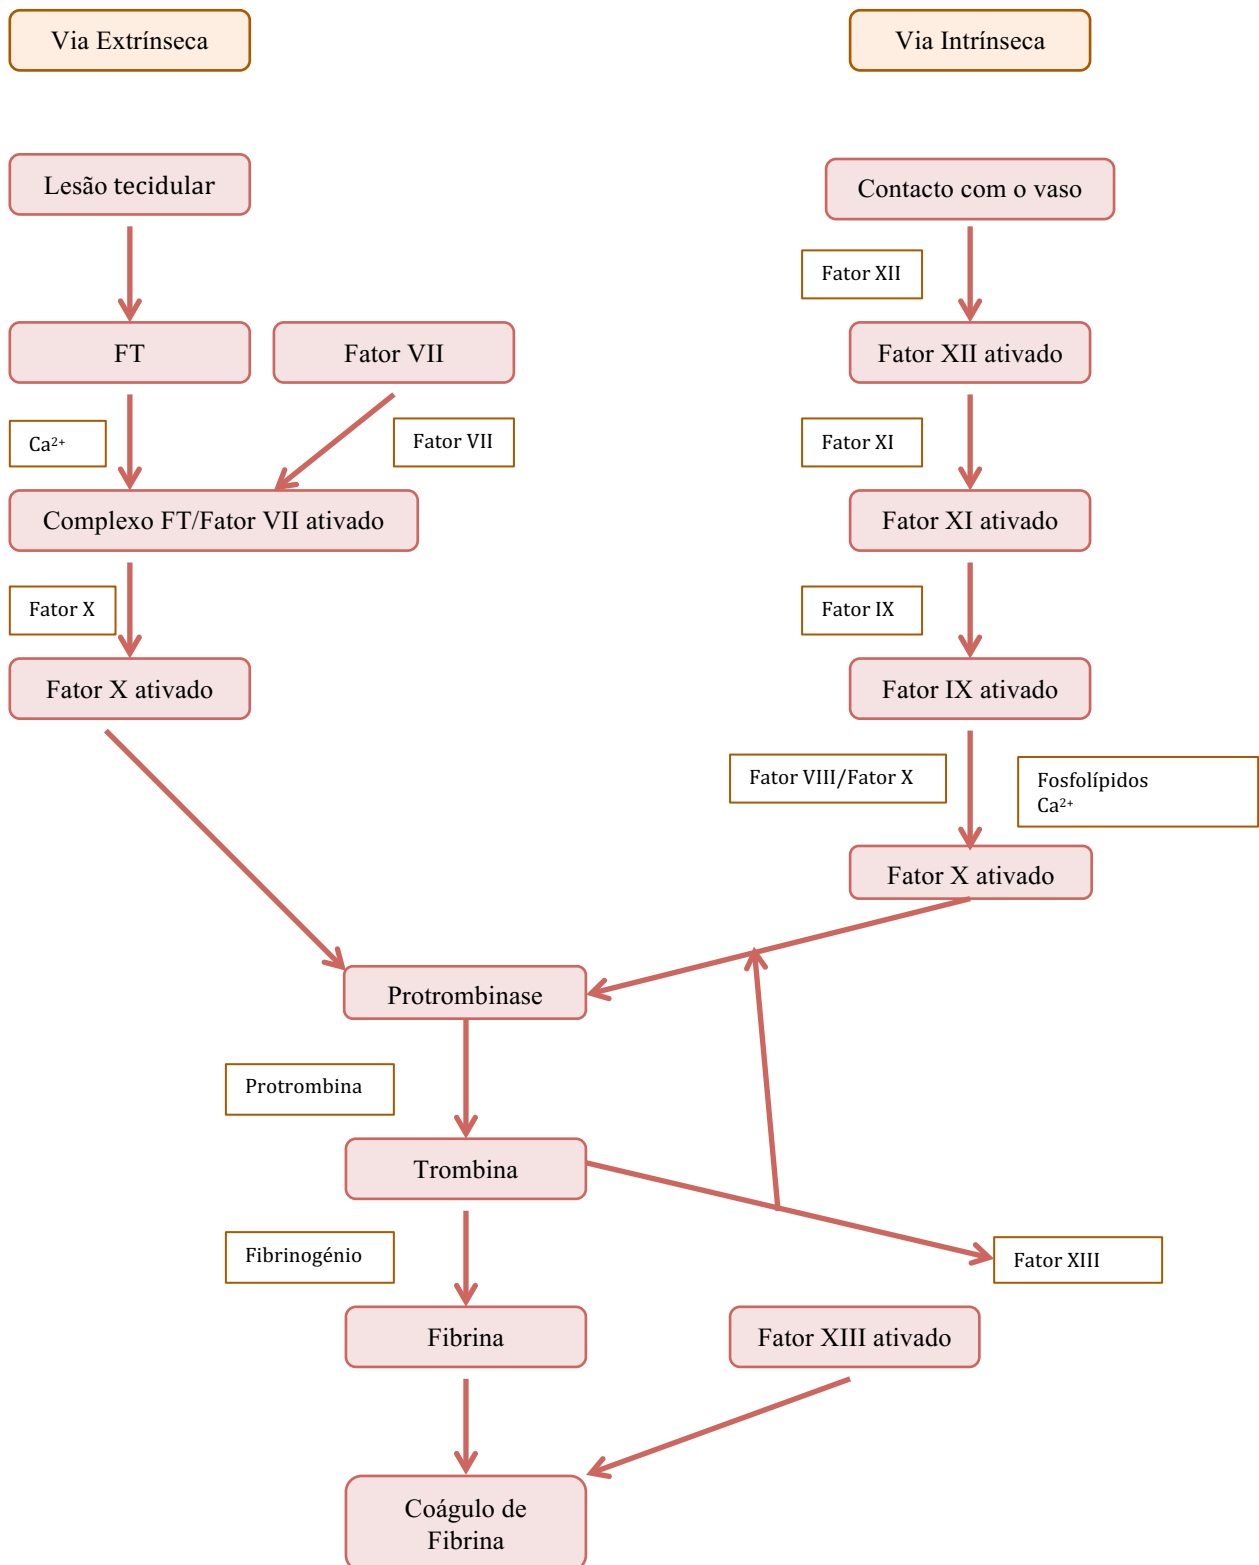 Via Extrínseca
Via Intrínseca
Lesão tecidular
Contacto com o vaso
Fator XII
FT
Fator VII
Fator XII ativado
Ca²⁺
Fator VII
Fator XI
Complexo FT/Fator VII ativado
Fator XI ativado
Fator X
Fator IX
Fator X ativado
Fator IX ativado
Fator VIII/Fator X
Fosfolípidos
Ca²⁺
Fator X ativado
Protrombinase
Protrombina
Trombina
Fibrinogénio
Fator XIII
Fibrina
Fator XIII ativado
Coágulo de
Fibrina